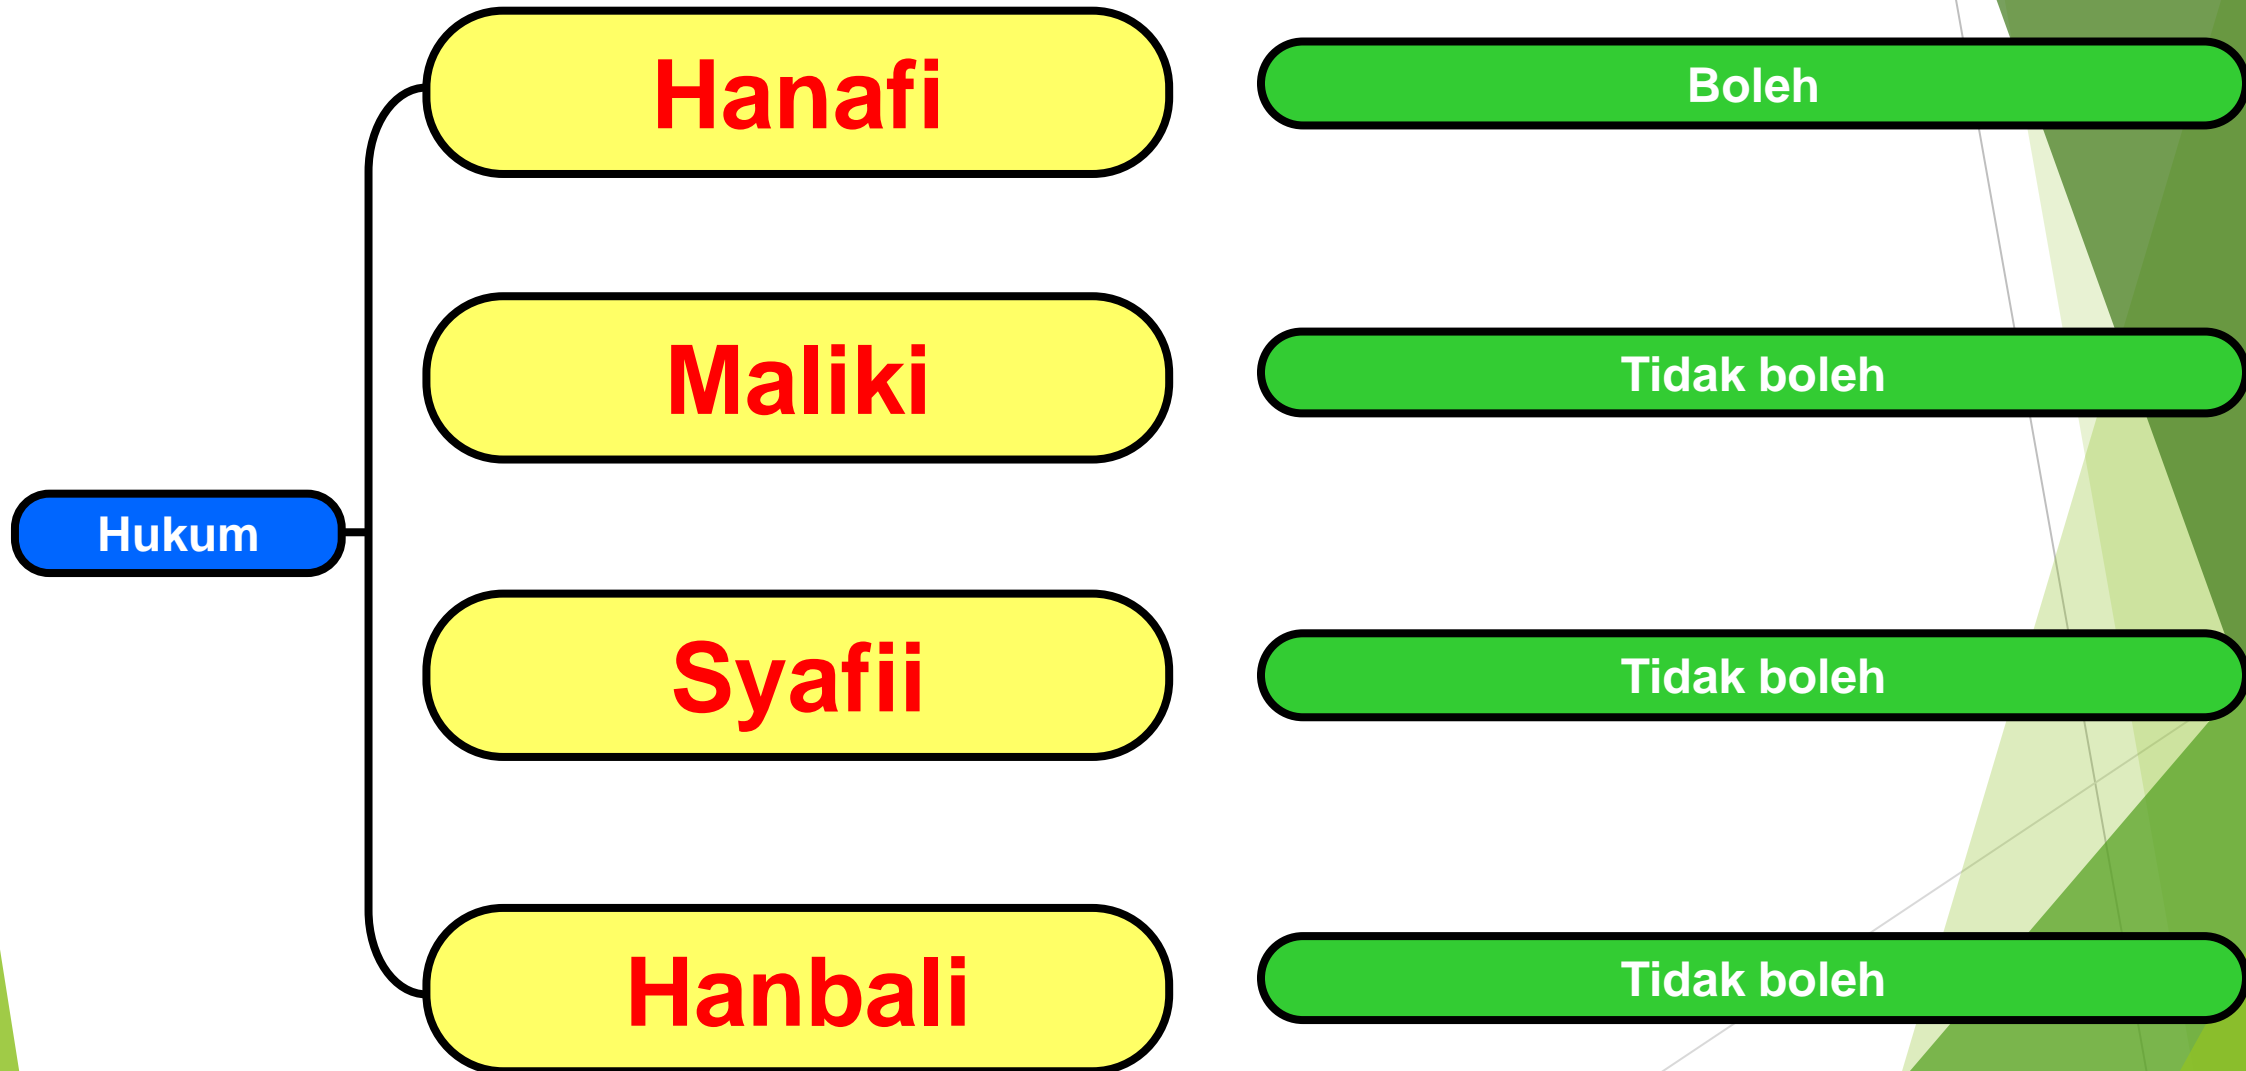 Hanafi
Boleh
Maliki
Tidak boleh
Hukum
Syafii
Tidak boleh
Hanbali
Tidak boleh